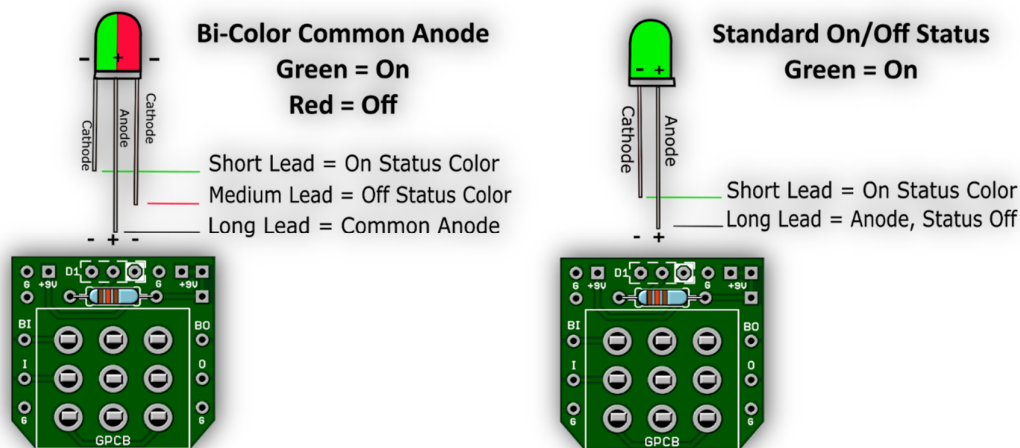 Bi-Color Common Anode
Green = On
Red = Off
- + -
Cathode
Anode
Cathode
Short Lead = On Status Color
Medium Lead = Off Status Color
Long Lead = Common Anode
- + -
D1
G +9V G +9V
BI BO
I O
G G
GPCB
Standard On/Off Status
Green = On
- +
Cathode
Anode
Short Lead = On Status Color
Long Lead = Anode, Status Off
- +
D1
G +9V G +9V
BI BO
I O
G G
GPCB